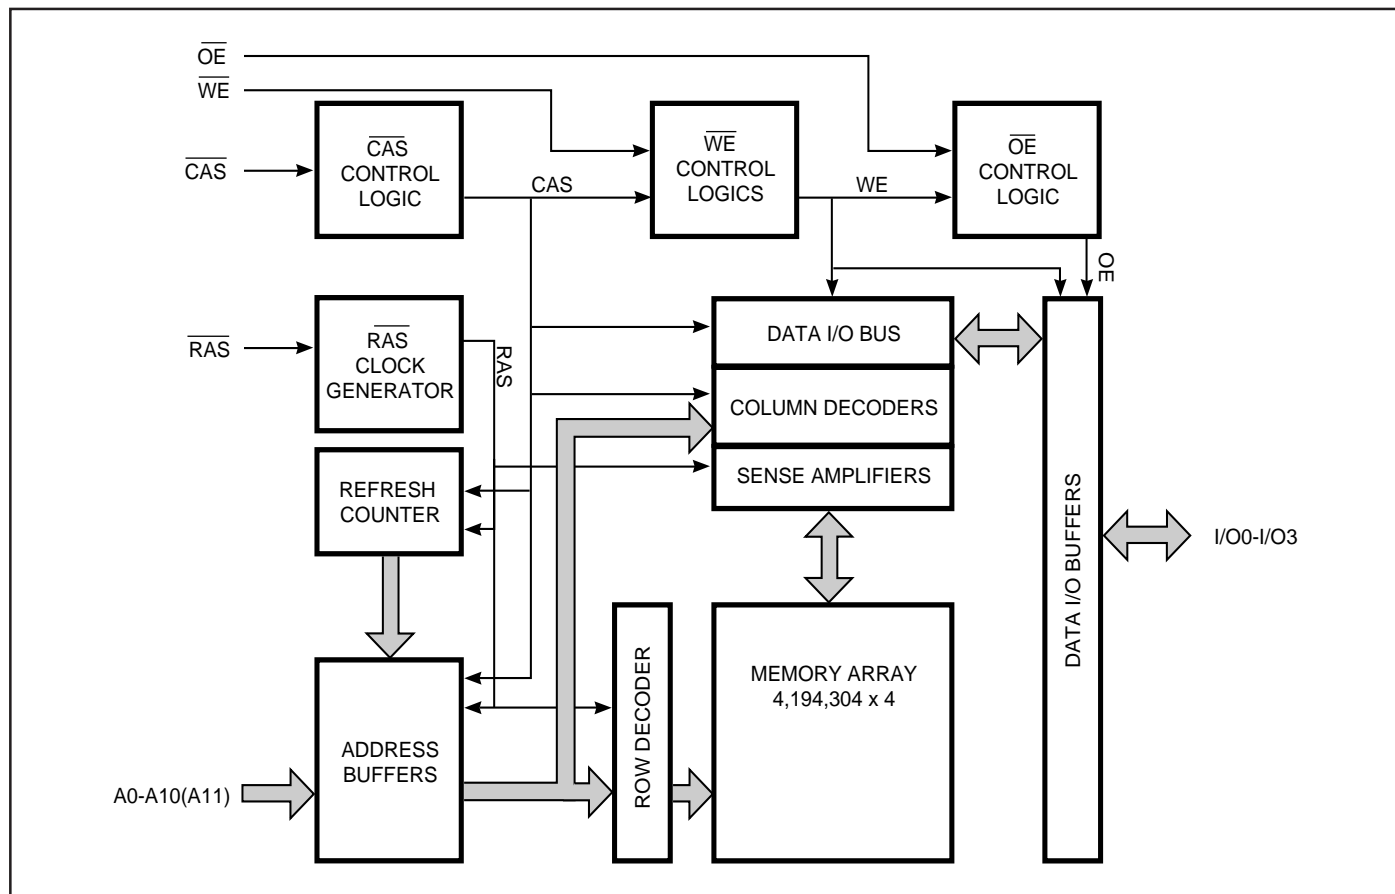 OE
WE
CAS
CAS
CONTROL
LOGIC
CAS
WE
CONTROL
LOGICS
WE
OE
CONTROL
LOGIC
OE
RAS
RAS
CLOCK
GENERATOR
RAS
DATA I/O BUS
COLUMN DECODERS
SENSE AMPLIFIERS
REFRESH
COUNTER
DATA I/O BUFFERS
I/O0-I/O3
MEMORY ARRAY
4,194,304 x 4
ROW DECODER
ADDRESS
BUFFERS
A0-A10(A11)